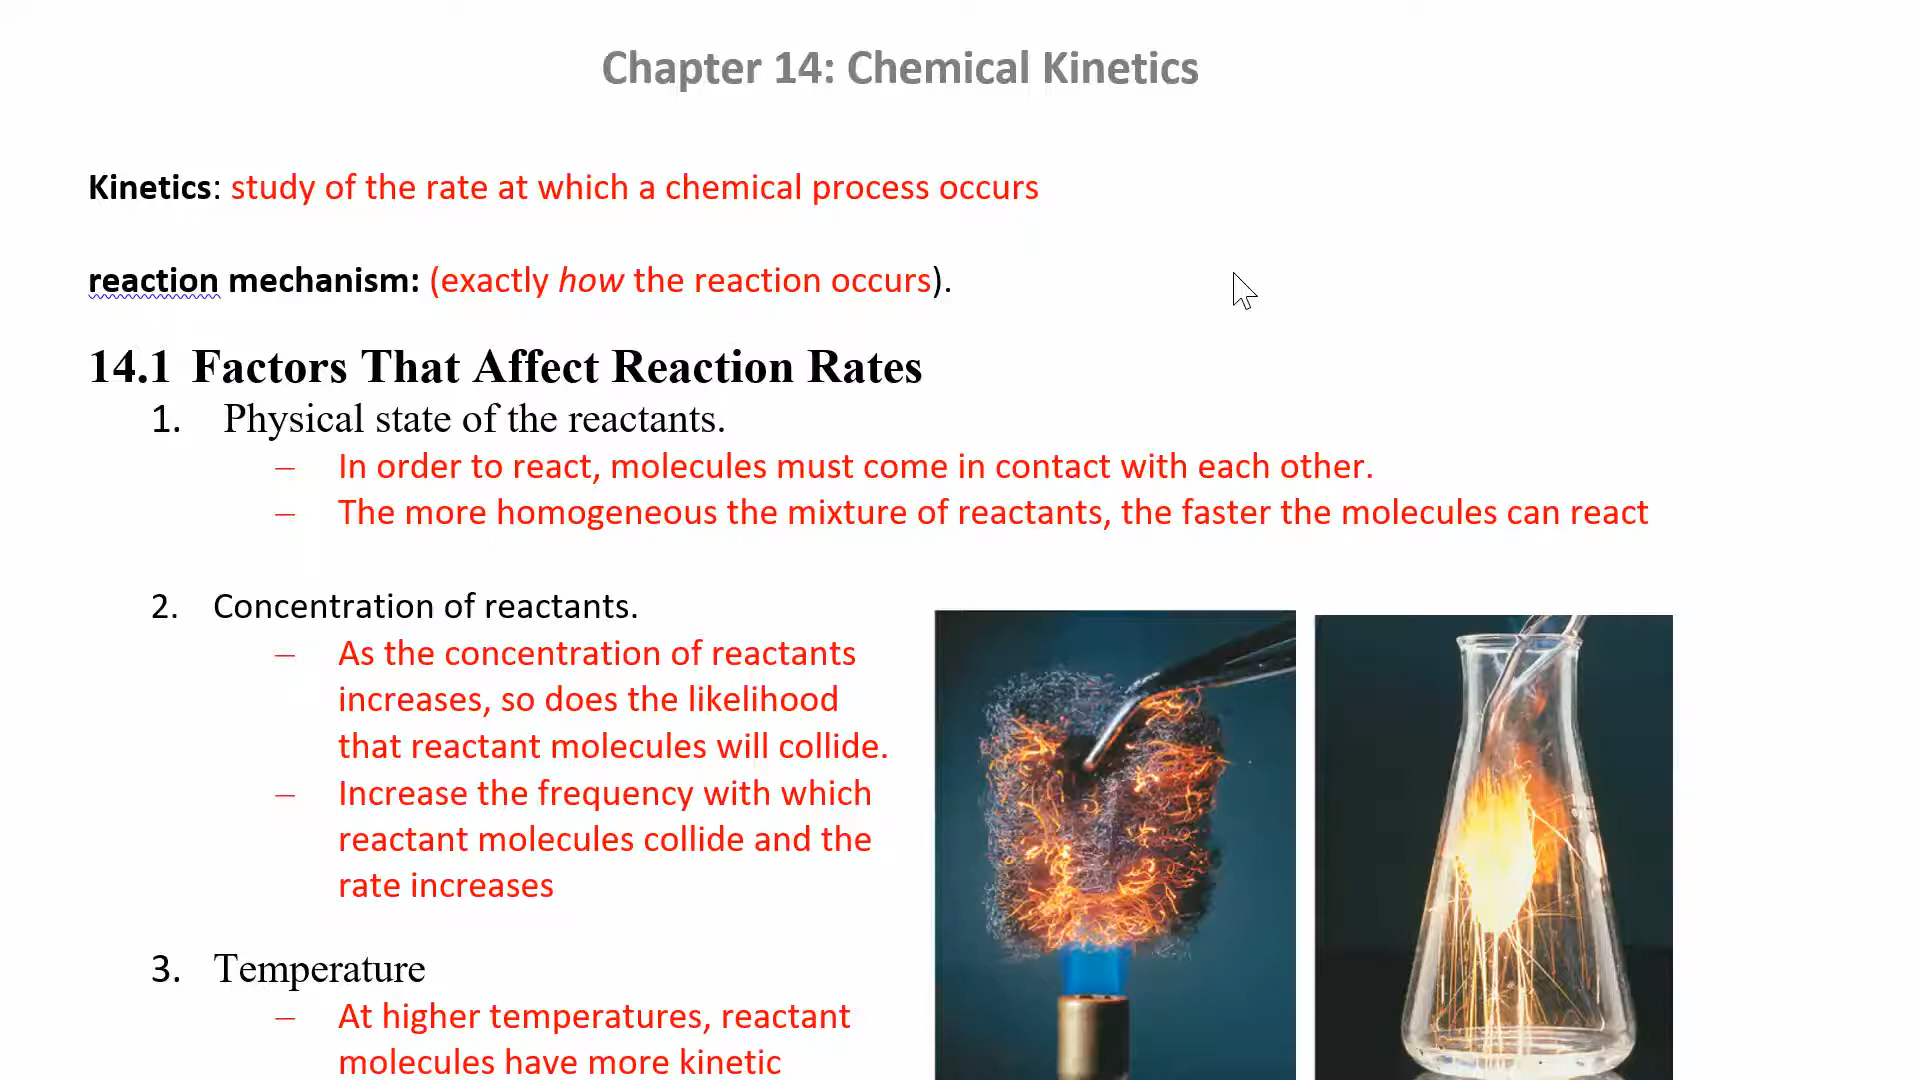 Chapter 14: Chemical Kinetics
Kinetics: study of the rate at which a chemical process occurs
reaction mechanism: (exactly how the reaction occurs).
14.1 Factors That Affect Reaction Rates
1. Physical state of the reactants.
– In order to react, molecules must come in contact with each other.
– The more homogeneous the mixture of reactants, the faster the molecules can react
2. Concentration of reactants.
– As the concentration of reactants
increases, so does the likelihood
that reactant molecules will collide.
– Increase the frequency with which
reactant molecules collide and the
rate increases
3. Temperature
– At higher temperatures, reactant
molecules have more kinetic